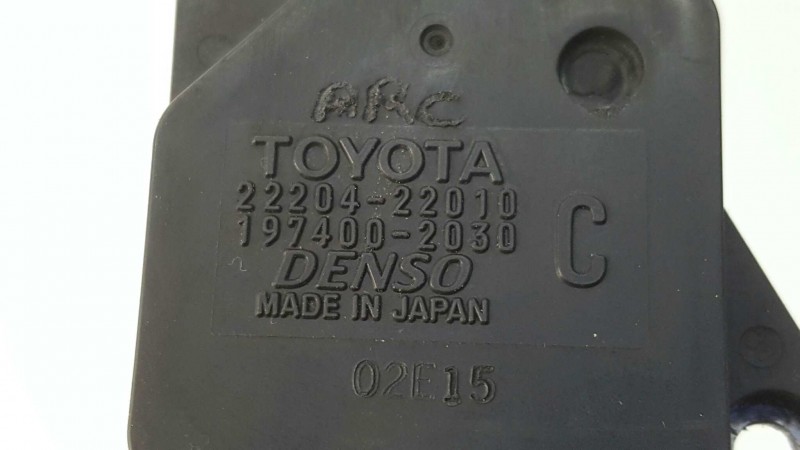 ARC
TOYOTA
22204-22010
197400-2030
C
DENSO
MADE IN JAPAN
02E15